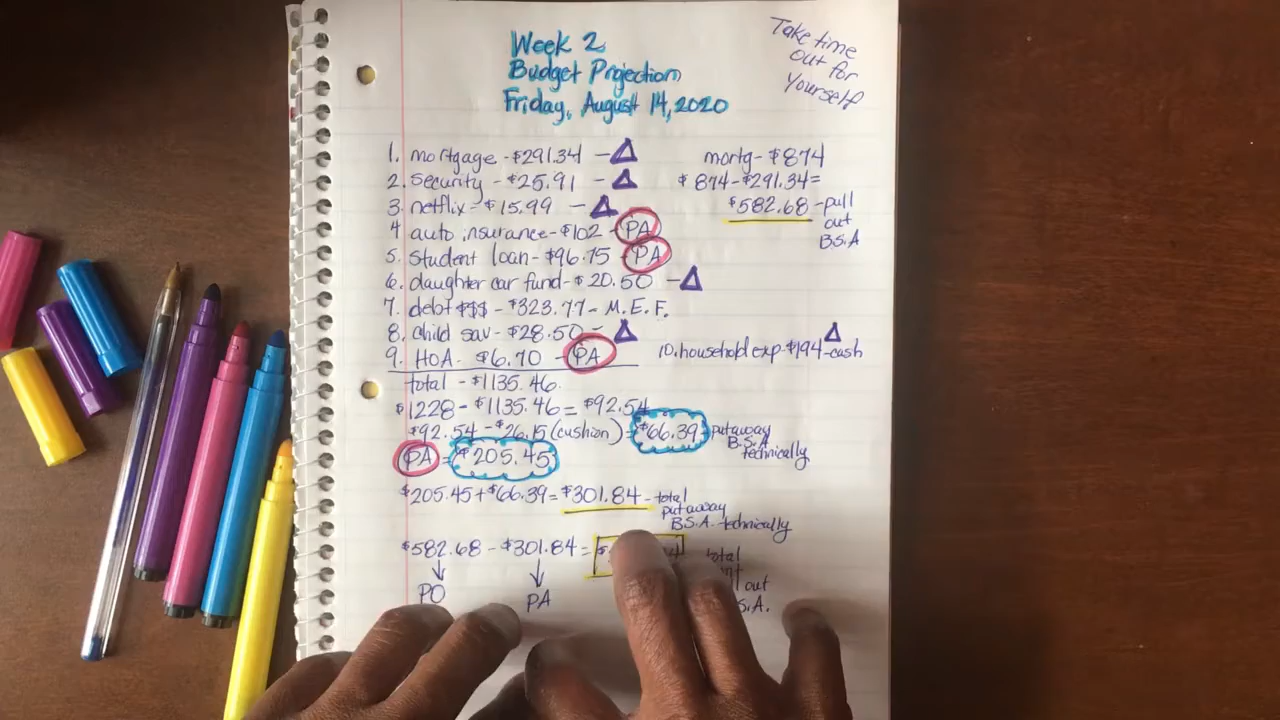 Week 2
Budget Projection
Friday, August 14, 2020
Take time
out for
Yourself
1. mortgage - $291.34 - Δ
2. security - $25.91 - Δ
3. netflix - $15.99 - Δ
4. auto insurance - $102 - PA
5. student loan - $96.75 - PA
6. daughter car fund - $20.50 - Δ
7. debt $$$ - $323.77 - M.E.F.
8. child sav - $28.50 - Δ
9. HOA - $6.70 - PA
mortg - $874
$874 - $291.34 =
$582.68 - pull
out
B.S.A
10. household exp - $194 - cash Δ
total - $1135.46
$1228 - $1135.46 = $92.54
$92.54 - $26.15 (cushion) = $66.39 put away
B.S.A
technically
PA = $205.45
$205.45 + $66.39 = $301.84 - total
put away
B.S.A. technically
$582.68 - $301.84 = $
total
out
PO
PA
S.A.